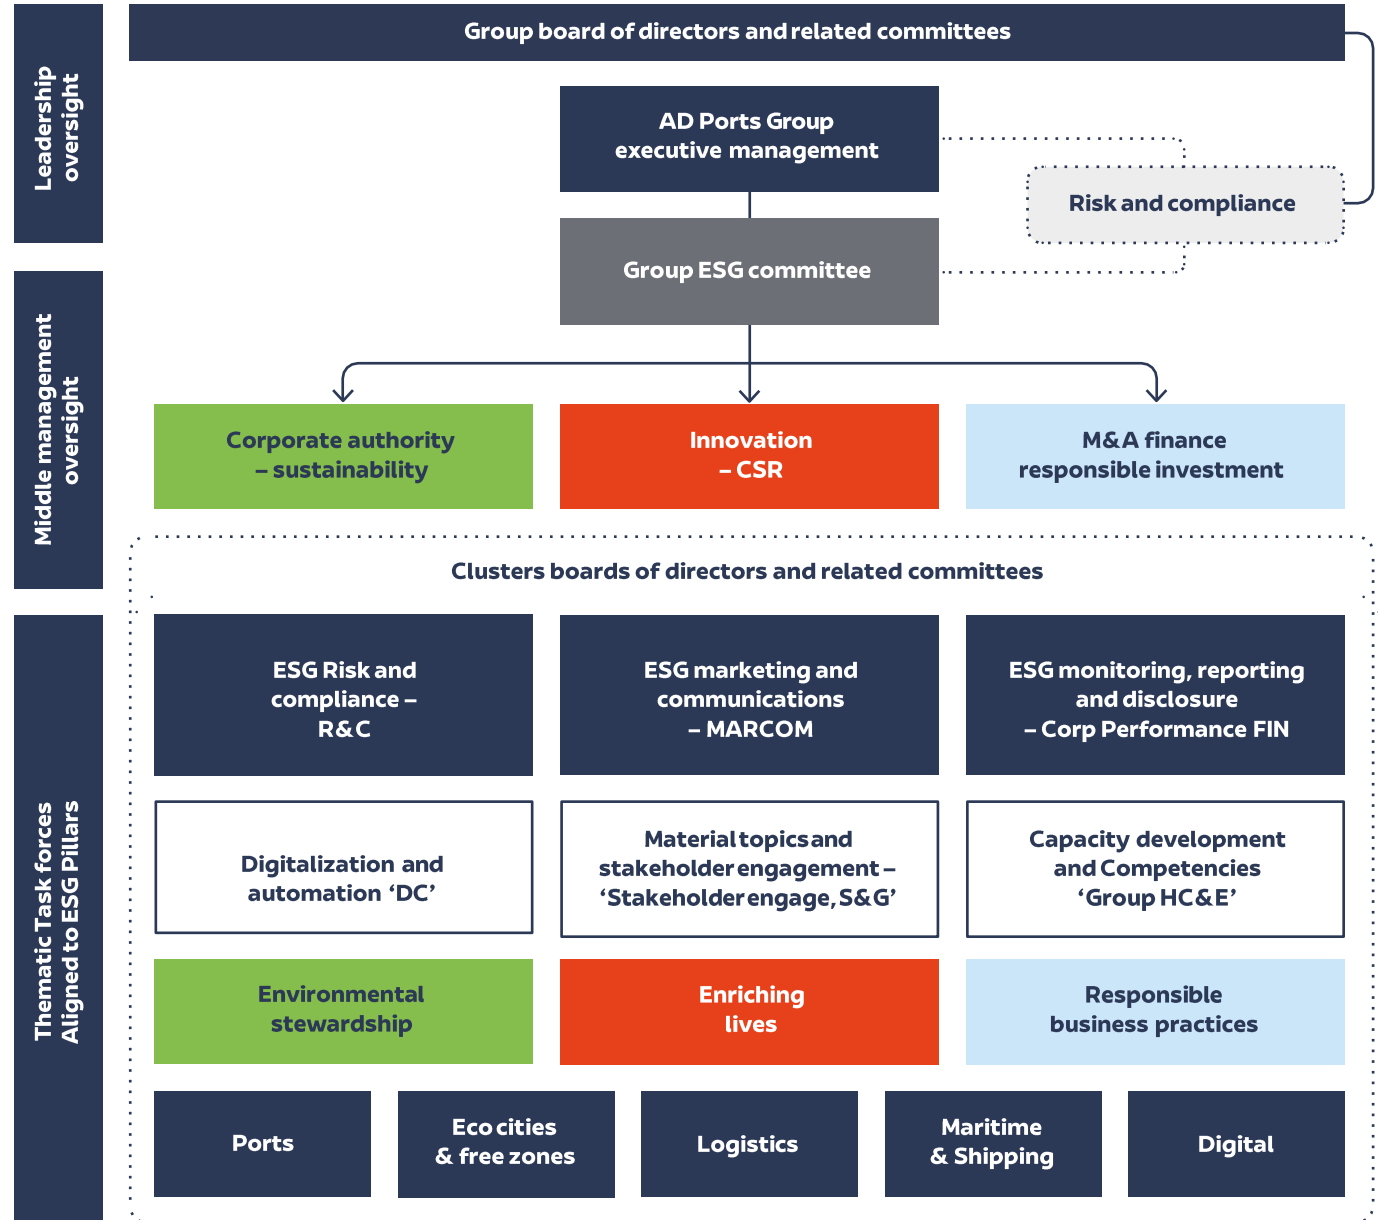 Leadership
oversight
Group board of directors and related committees
AD Ports Group
executive management
Risk and compliance
Group ESG committee
Middle management
oversight
Corporate authority
– sustainability
Innovation
– CSR
M&A finance
responsible investment
Clusters boards of directors and related committees
Thematic Task forces
Aligned to ESG Pillars
ESG Risk and
compliance –
R&C
ESG marketing and
communications
– MARCOM
ESG monitoring, reporting
and disclosure
– Corp Performance FIN
Digitalization and
automation ‘DC’
Material topics and
stakeholder engagement –
‘Stakeholder engage, S&G’
Capacity development
and Competencies
‘Group HC&E’
Environmental
stewardship
Enriching
lives
Responsible
business practices
Ports
Eco cities
& free zones
Logistics
Maritime
& Shipping
Digital